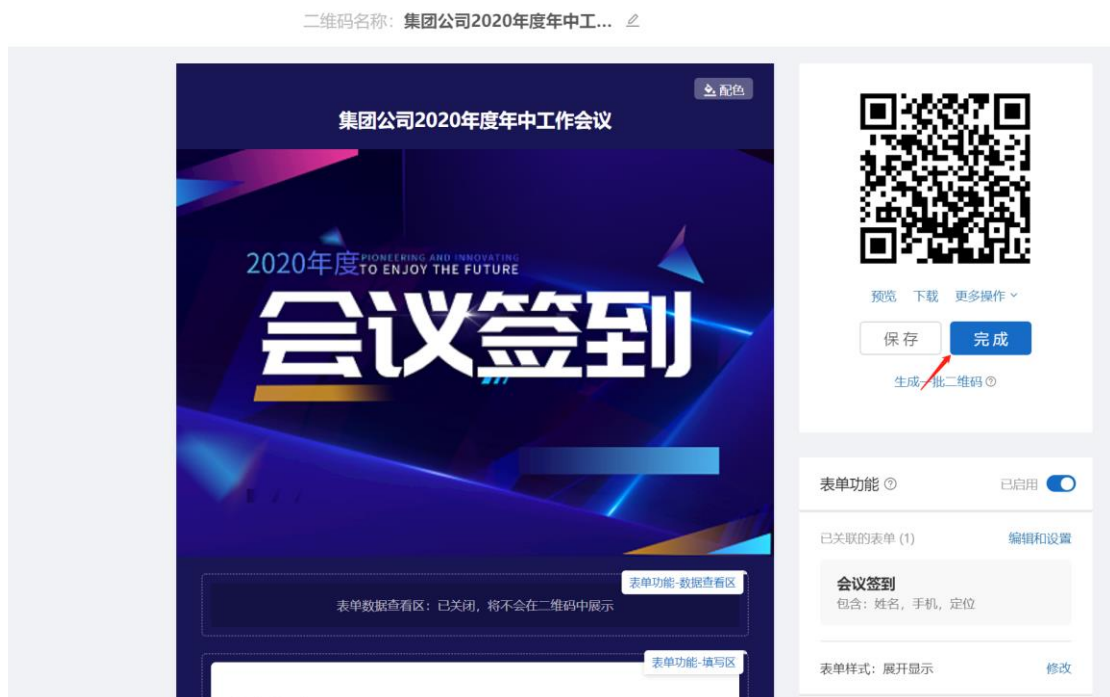 二维码名称：集团公司2020年度年中工...
配色
集团公司2020年度年中工作会议
2020年度
PIONEERING AND INNOVATING
TO ENJOY THE FUTURE
会议签到
表单功能-数据查看区
表单数据查看区：已关闭，将不会在二维码中展示
表单功能-填写区
预览 下载 更多操作
保存 完成
生成一批二维码
表单功能 已启用
已关联的表单 (1) 编辑和设置
会议签到
包含：姓名，手机，定位
表单样式：展开显示 修改